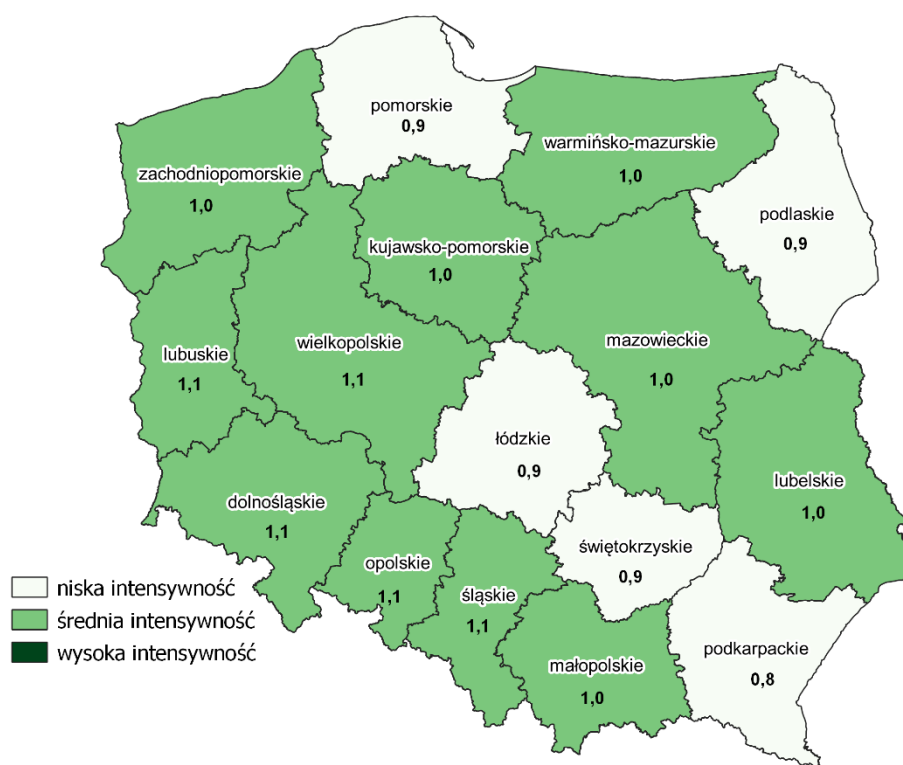 pomorskie
0,9
warmińsko-mazurskie
1,0
zachodniopomorskie
1,0
podlaskie
0,9
kujawsko-pomorskie
1,0
wielkopolskie
1,1
mazowieckie
1,0
lubuskie
1,1
łódzkie
0,9
lubelskie
1,0
dolnośląskie
1,1
świętokrzyskie
0,9
opolskie
1,1
śląskie
1,1
podkarpackie
0,8
małopolskie
1,0
niska intensywność
średnia intensywność
wysoka intensywność